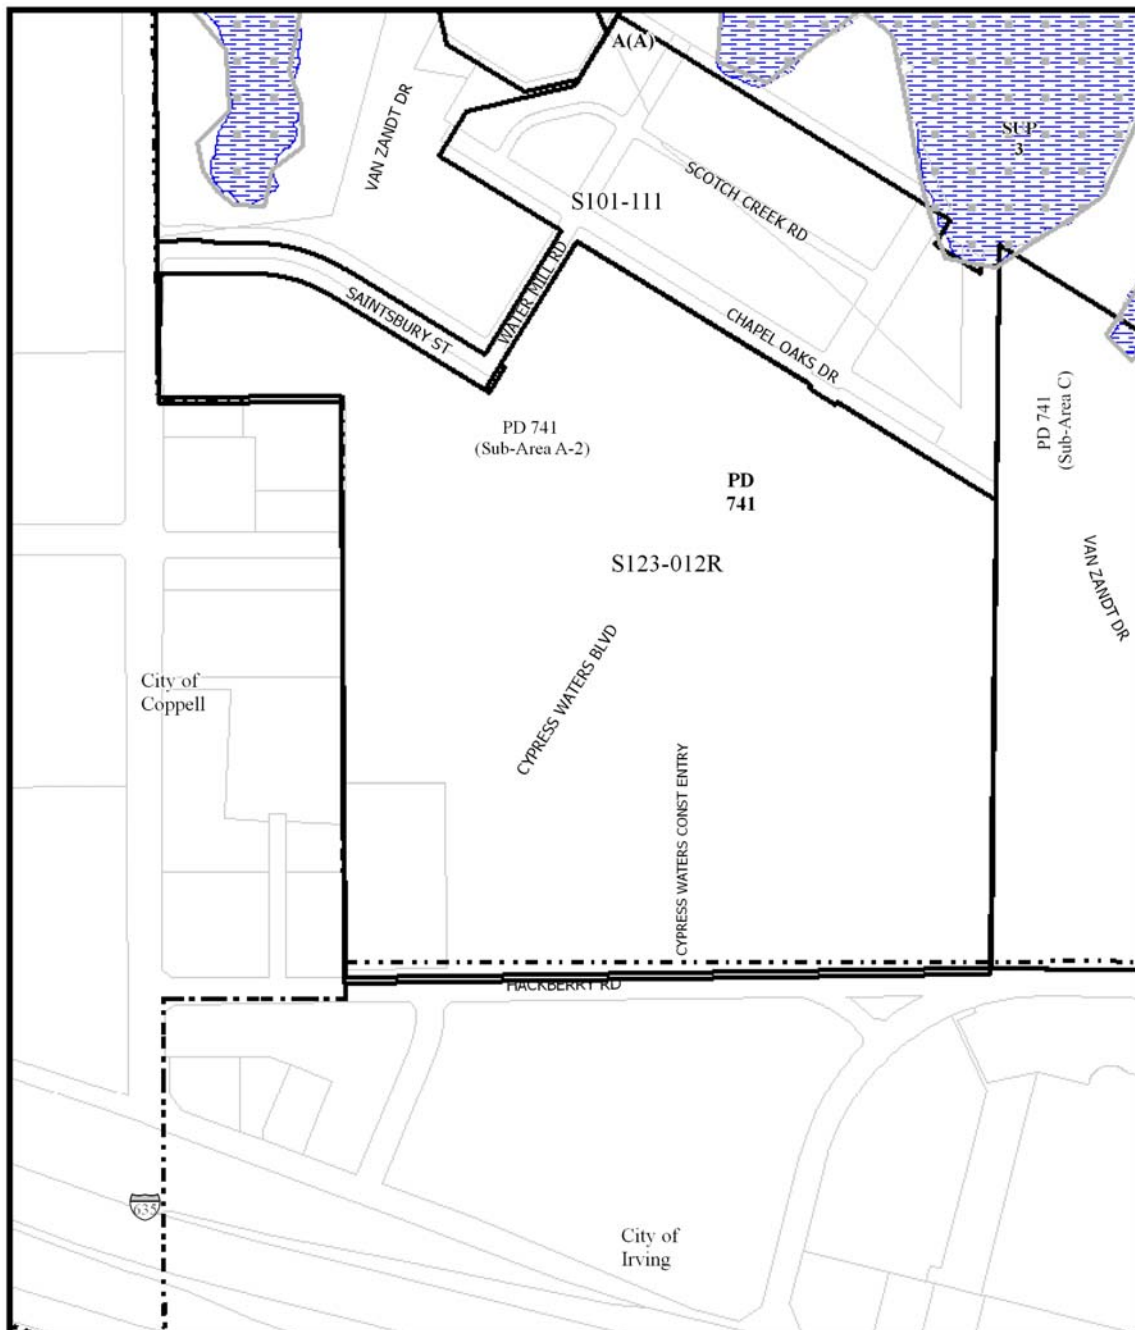 A(A)
VAN ZANDT DR
SUP
3
SCOTCH CREEK RD
S101-111
WATER MILL RD
SAINTSBURY ST
CHAPEL OAKS DR
PD 741
(Sub-Area A-2)
PD 741
(Sub-Area C)
PD
741
S123-012R
VAN ZANDT DR
CYPRESS WATERS BLVD
City of
Coppell
CYPRESS WATERS CONST ENTRY
HACKBERRY RD
635
City of
Irving